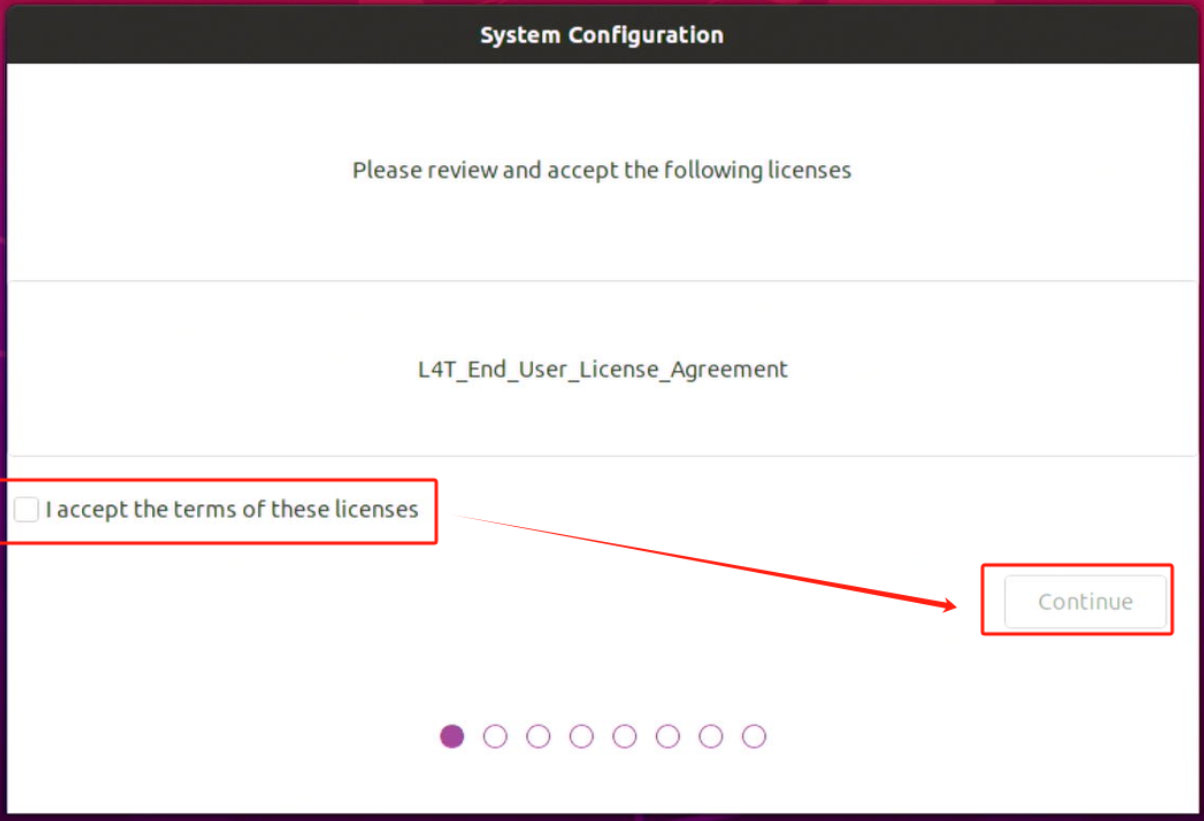 System Configuration
Please review and accept the following licenses
L4T_End_User_License_Agreement
I accept the terms of these licenses
Continue